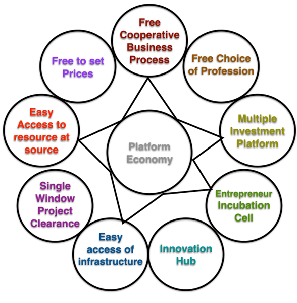 Free
Cooperative
Business
Process
Free to set
Prices
Free Choice
of Profession
Easy
Access to
resource at
source
Multiple
Investment
Platform
Platform
Economy
Single
Window
Project
Clearance
Entrepreneur
Incubation
Cell
Easy
access of
infrastructure
Innovation
Hub